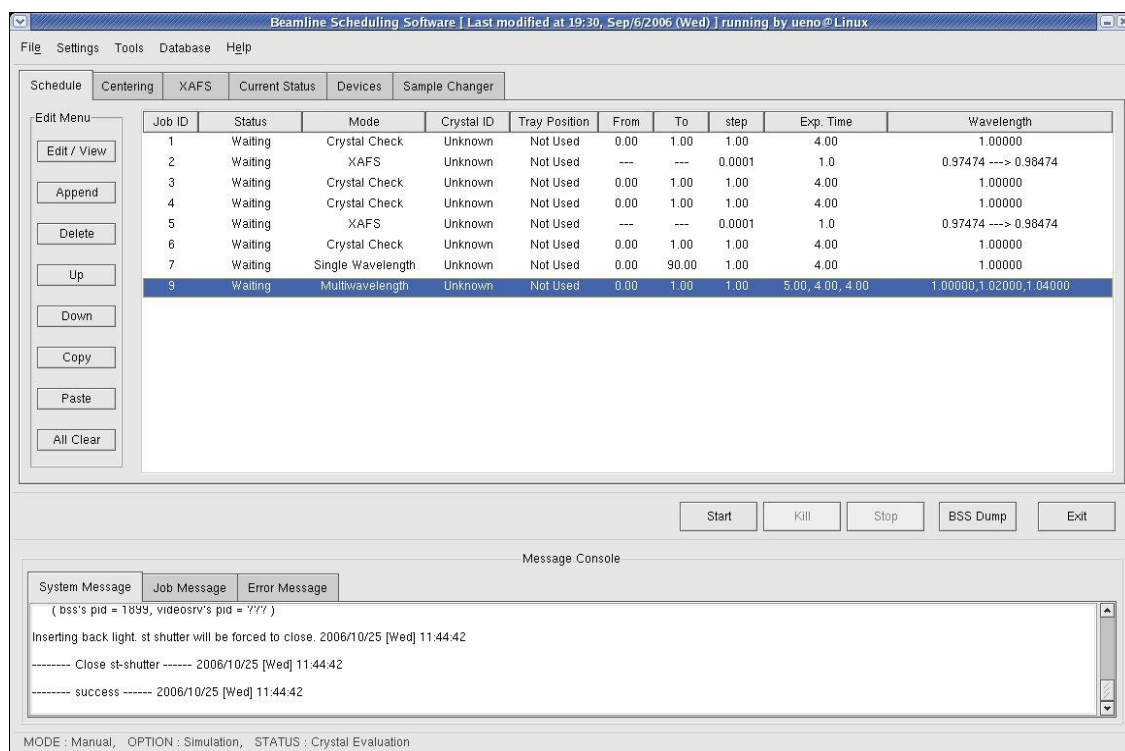 Beamline Scheduling Software [ Last modified at 19:30, Sep/6/2006 (Wed) ] running by ueno@Linux
File Settings Tools Database Help
Schedule Centering XAFS Current Status Devices Sample Changer
Edit Menu
Edit / View
Append
Delete
Up
Down
Copy
Paste
All Clear
Job ID Status Mode Crystal ID Tray Position From To step Exp. Time Wavelength
1 Waiting Crystal Check Unknown Not Used 0.00 1.00 1.00 4.00 1.00000
2 Waiting XAFS Unknown Not Used --- --- 0.0001 1.0 0.97474 ---> 0.98474
3 Waiting Crystal Check Unknown Not Used 0.00 1.00 1.00 4.00 1.00000
4 Waiting Crystal Check Unknown Not Used 0.00 1.00 1.00 4.00 1.00000
5 Waiting XAFS Unknown Not Used --- --- 0.0001 1.0 0.97474 ---> 0.98474
6 Waiting Crystal Check Unknown Not Used 0.00 1.00 1.00 4.00 1.00000
7 Waiting Single Wavelength Unknown Not Used 0.00 90.00 1.00 4.00 1.00000
9 Waiting Multiwavelength Unknown Not Used 0.00 1.00 1.00 5.00, 4.00, 4.00 1.00000,1.02000,1.04000
Start Kill Stop BSS Dump Exit
Message Console
System Message Job Message Error Message
( bss's pid = 1899, videosrv's pid = ??? )
Inserting back light. st shutter will be forced to close. 2006/10/25 [Wed] 11:44:42
-------- Close st-shutter ------ 2006/10/25 [Wed] 11:44:42
-------- success ------ 2006/10/25 [Wed] 11:44:42
MODE : Manual, OPTION : Simulation, STATUS : Crystal Evaluation